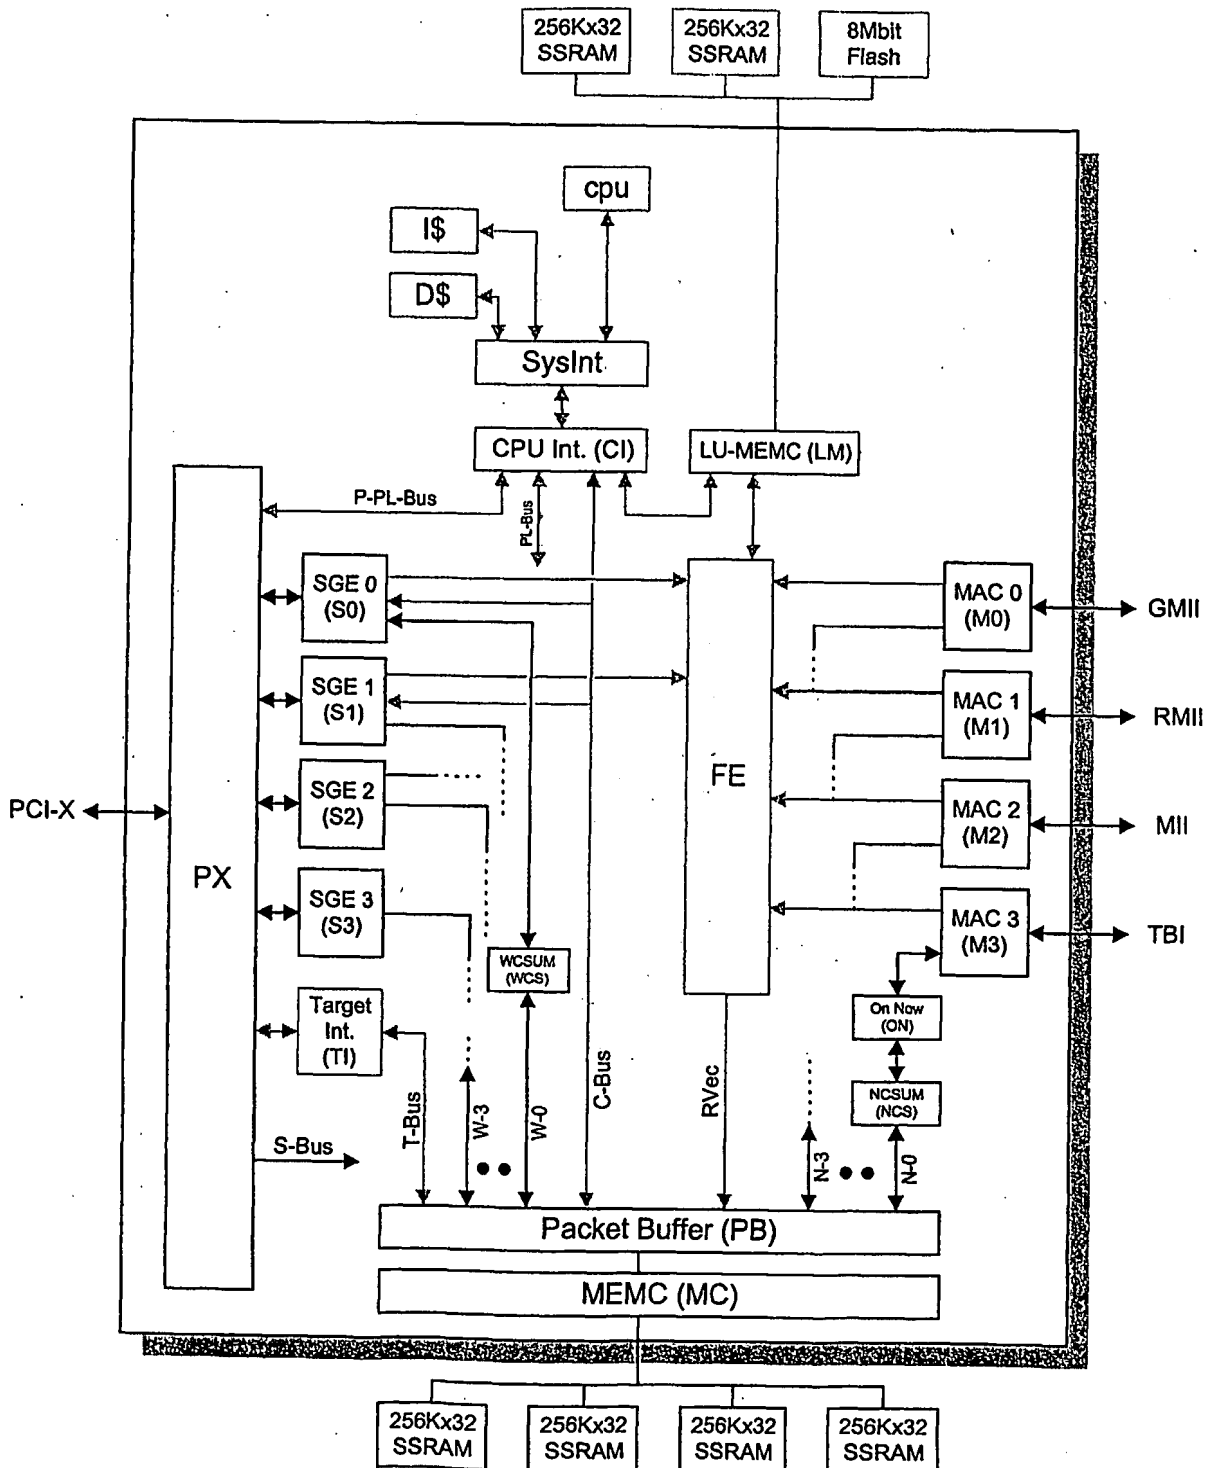 256Kx32
SSRAM
256Kx32
SSRAM
8Mbit
Flash
cpu
I$
D$
SysInt
CPU Int. (CI)
LU-MEMC (LM)
P-PL-Bus
PL-Bus
SGE 0
(S0)
MAC 0
(M0)
GMII
SGE 1
(S1)
MAC 1
(M1)
RMII
FE
SGE 2
(S2)
MAC 2
(M2)
MII
PCI-X
PX
SGE 3
(S3)
MAC 3
(M3)
TBI
WCSUM
(WCS)
Target
Int.
(TI)
On Now
(ON)
NCSUM
(NCS)
S-Bus
T-Bus
W-3
W-0
C-Bus
RVec
N-3
N-0
Packet Buffer (PB)
MEMC (MC)
256Kx32
SSRAM
256Kx32
SSRAM
256Kx32
SSRAM
256Kx32
SSRAM